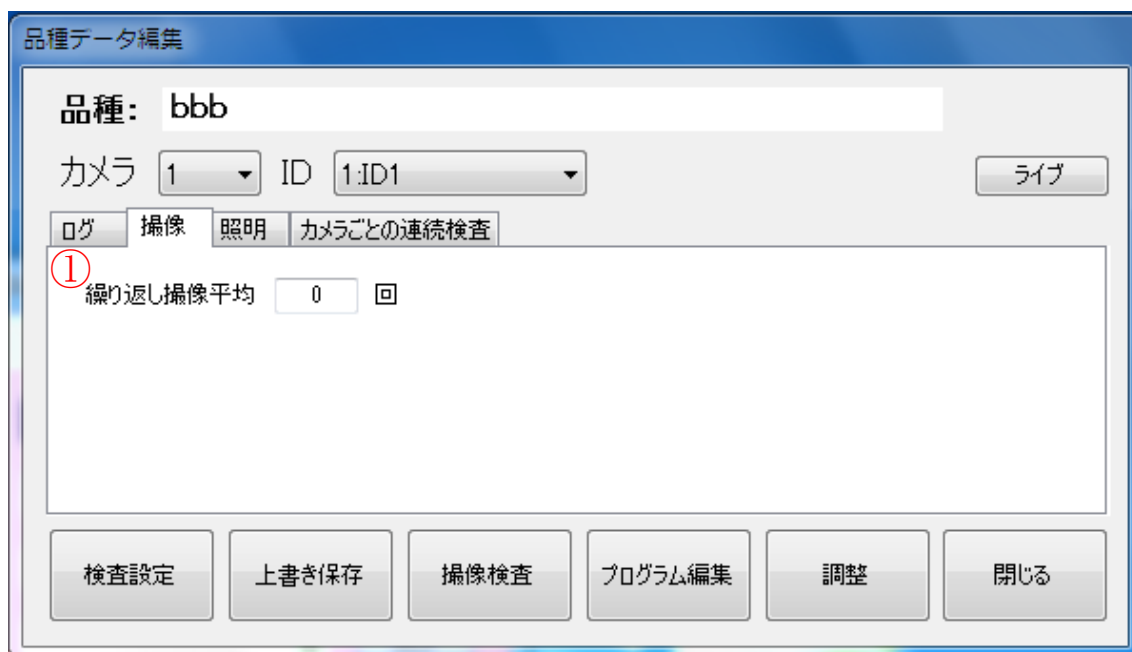 品種データ編集
品種: bbb
カメラ 1 ID 1:ID1 ライブ
ログ 撮像 照明 カメラごとの連続検査
①
繰り返し撮像平均 0 回
検査設定 上書き保存 撮像検査 プログラム編集 調整 閉じる